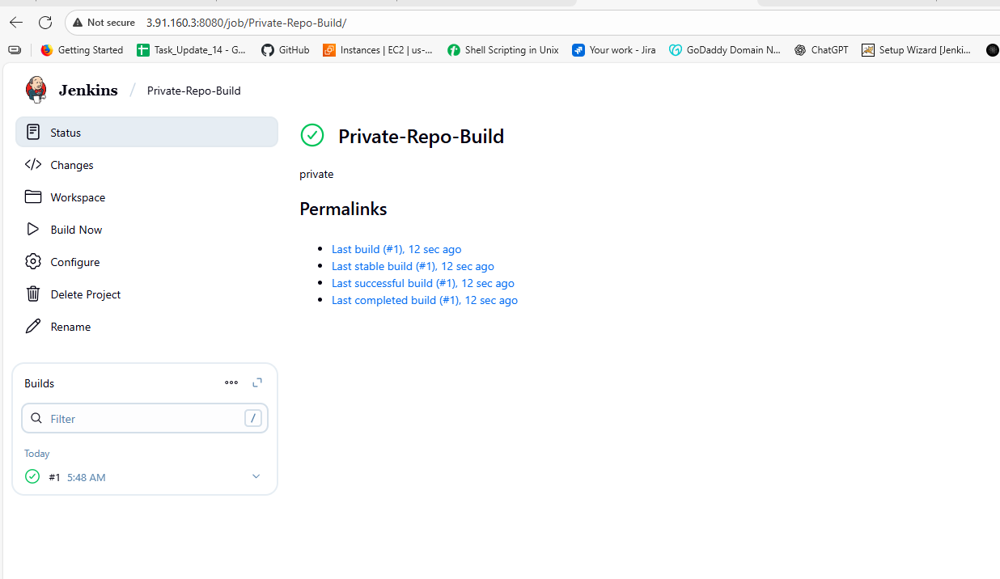 Not secure 3.91.160.3:8080/job/Private-Repo-Build/
Getting Started Task_Update_14 - G... GitHub Instances | EC2 | us-... Shell Scripting in Unix Your work - Jira GoDaddy Domain N... ChatGPT Setup Wizard [Jenki...
Jenkins / Private-Repo-Build
Status
Changes
Workspace
Build Now
Configure
Delete Project
Rename
Builds
Filter /
Today
#1 5:48 AM
Private-Repo-Build
private
Permalinks
Last build (#1), 12 sec ago
Last stable build (#1), 12 sec ago
Last successful build (#1), 12 sec ago
Last completed build (#1), 12 sec ago